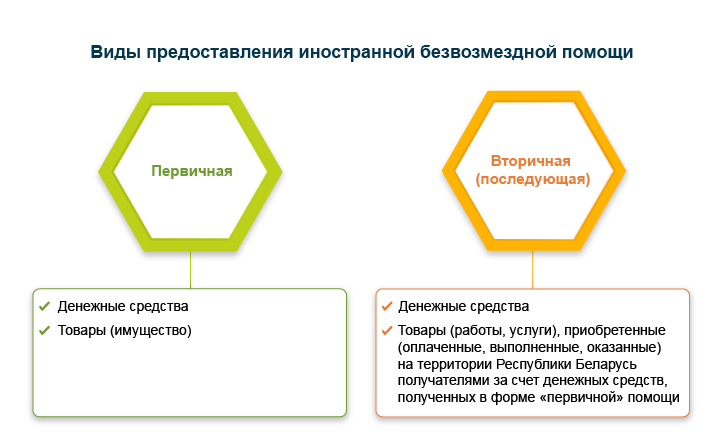 Виды предоставления иностранной безвозмездной помощи
Первичная
Денежные средства
Товары (имущество)
Вторичная
(последующая)
Денежные средства
Товары (работы, услуги), приобретенные
(оплаченные, выполненные, оказанные)
на территории Республики Беларусь
получателями за счет денежных средств,
полученных в форме «первичной» помощи